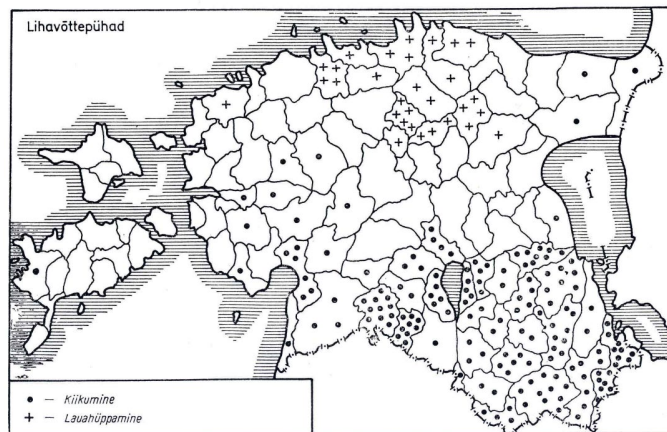 Lihavõttepühad
● — Kiikumine
+ — Lauahüppamine